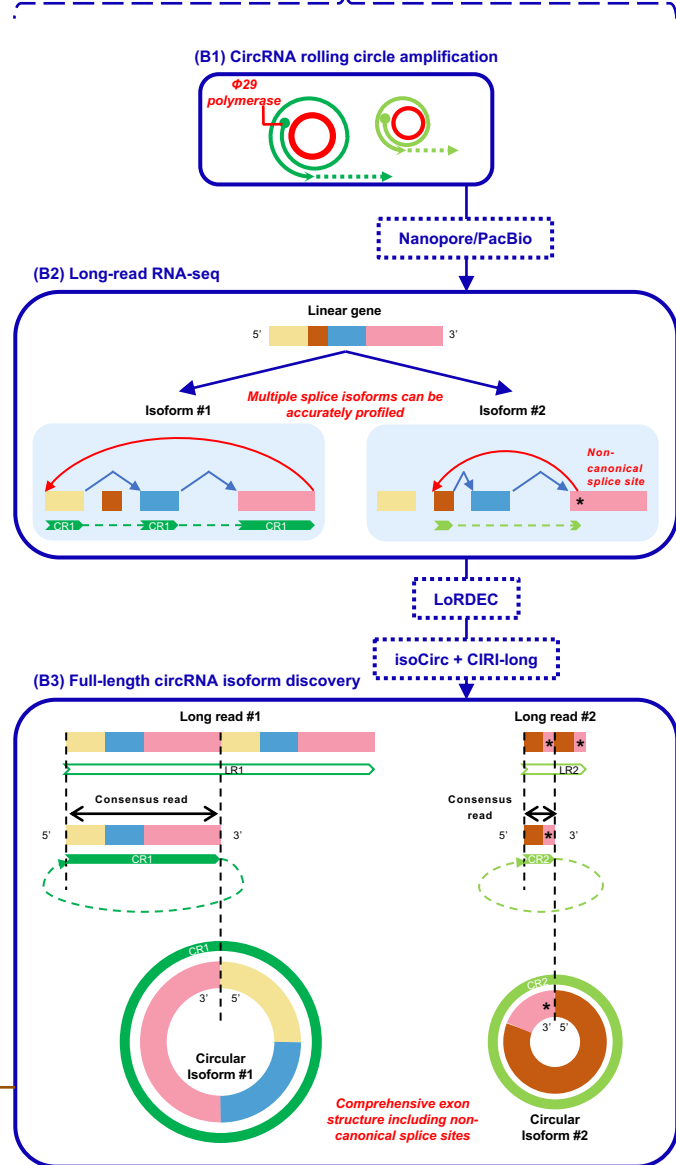 (B1) CircRNA rolling circle amplification
Φ29
polymerase
Nanopore/PacBio
(B2) Long-read RNA-seq
Linear gene
5’
3’
Multiple splice isoforms can be
accurately profiled
Isoform #1
Isoform #2
Non-
canonical
splice site
*
CR1
CR1
CR1
LoRDEC
isoCirc + CIRI-long
(B3) Full-length circRNA isoform discovery
Long read #1
Long read #2
*
*
LR1
LR2
Consensus read
Consensus
read
5’
3’
5’
3’
*
CR1
CR2
CR1
CR2
3’
5’
*
3’
5’
Circular
Isoform #1
Comprehensive exon
structure including non-
canonical splice sites
Circular
Isoform #2